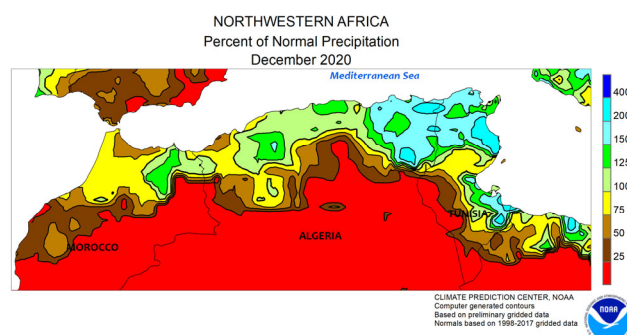 NORTHWESTERN AFRICA
Percent of Normal Precipitation
December 2020
Mediterranean Sea
400
200
150
125
100
75
50
25
TUNISIA
ALGERIA
MOROCCO
CLIMATE PREDICTION CENTER, NOAA
Computer generated contours
Based on preliminary gridded data
Normals based on 1998-2017 gridded data
NOAA